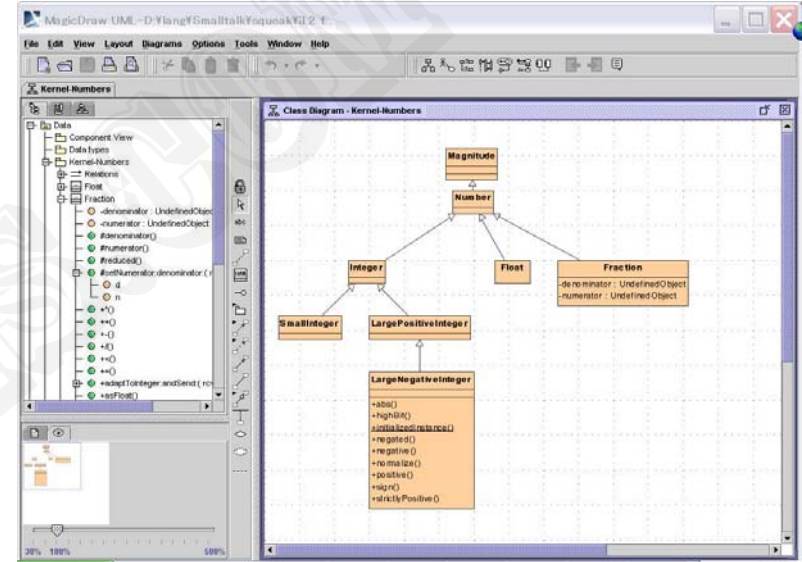 MagicDraw UML - D:¥lang¥Smalltalk¥squeak¥
File Edit View Layout Diagrams Options Tools Window Help
Kernel-Numbers
Data
Component View
Data types
Kernel-Numbers
Relations
Float
Fraction
-denominator : UndefinedObjec
-numerator : UndefinedObject
#denominator()
#numerator()
#reduced()
#setNumerator:denominator:( r
d
n
+*()
+-()
+/()
+<()
+=()
+adaptToInteger:andSend:( rcv
+asFloat()
30% 100% 500%
Class Diagram - Kernel-Numbers
Magnitude
Number
Integer
Float
Fraction
-denominator : UndefinedObject
-numerator : UndefinedObject
SmallInteger
LargePositiveInteger
LargeNegativeInteger
+abs()
+highBit()
+initializedInstance()
+negated()
+negative()
+normalize()
+positive()
+sign()
+strictlyPositive()